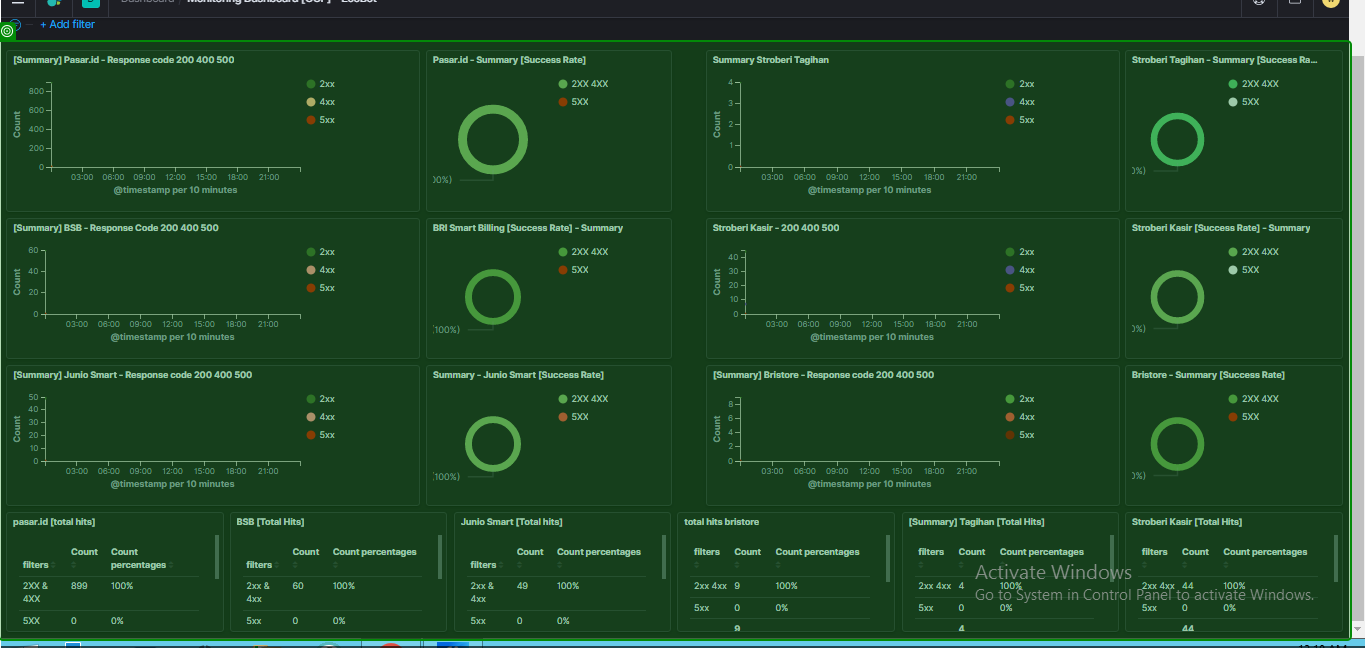 Dashboard / Monitoring Dashboard [GCP] - EcoBot
+ Add filter
[Summary] Pasar.id - Response code 200 400 500
Count
800
600
400
200
0
03:00 06:00 09:00 12:00 15:00 18:00 21:00
@timestamp per 10 minutes
2xx
4xx
5xx
Pasar.id - Summary [Success Rate]
2XX 4XX
5XX
00%)
Summary Stroberi Tagihan
Count
4
3
2
1
0
03:00 06:00 09:00 12:00 15:00 18:00 21:00
@timestamp per 10 minutes
2xx
4xx
5xx
Stroberi Tagihan - Summary [Success Ra...
2XX 4XX
5XX
0%)
[Summary] BSB - Response Code 200 400 500
Count
60
40
20
0
03:00 06:00 09:00 12:00 15:00 18:00 21:00
@timestamp per 10 minutes
2xx
4xx
5xx
BRI Smart Billing [Success Rate] - Summary
2XX 4XX
5XX
(100%)
Stroberi Kasir - 200 400 500
Count
40
30
20
10
0
03:00 06:00 09:00 12:00 15:00 18:00 21:00
@timestamp per 10 minutes
2xx
4xx
5xx
Stroberi Kasir [Success Rate] - Summary
2XX 4XX
5XX
0%)
[Summary] Junio Smart - Response code 200 400 500
Count
50
40
30
20
10
0
03:00 06:00 09:00 12:00 15:00 18:00 21:00
@timestamp per 10 minutes
2xx
4xx
5xx
Summary - Junio Smart [Success Rate]
2XX 4XX
5XX
(100%)
[Summary] Bristore - Response code 200 400 500
Count
8
6
4
2
0
03:00 06:00 09:00 12:00 15:00 18:00 21:00
@timestamp per 10 minutes
2xx
4xx
5xx
Bristore - Summary [Success Rate]
2XX 4XX
5XX
0%)
pasar.id [total hits]
filters Count Count percentages
2XX & 4XX 899 100%
5XX 0 0%
BSB [Total Hits]
filters Count Count percentages
2xx & 4xx 60 100%
5xx 0 0%
Junio Smart [Total hits]
filters Count Count percentages
2xx & 4xx 49 100%
5xx 0 0%
total hits bristore
filters Count Count percentages
2xx 4xx 9 100%
5xx 0 0%
9
[Summary] Tagihan [Total Hits]
filters Count Count percentages
2xx 4xx 4 100%
5xx 0 0%
4
Stroberi Kasir [Total Hits]
filters Count Count percentages
2xx 4xx 44 100%
5xx 0 0%
44
Activate Windows
Go to System in Control Panel to activate Windows.